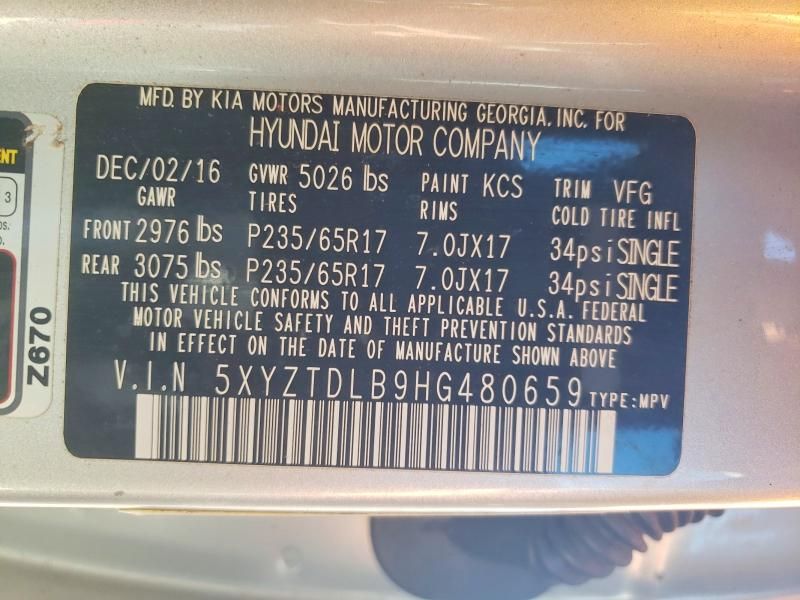 MFD. BY KIA MOTORS MANUFACTURING GEORGIA, INC. FOR
HYUNDAI MOTOR COMPANY
DEC/02/16 GVWR 5026 lbs PAINT KCS TRIM VFG
GAWR TIRES RIMS COLD TIRE INFL
FRONT 2976 lbs P235/65R17 7.0JX17 34psi SINGLE
REAR 3075 lbs P235/65R17 7.0JX17 34psi SINGLE
THIS VEHICLE CONFORMS TO ALL APPLICABLE U.S.A. FEDERAL
MOTOR VEHICLE SAFETY AND THEFT PREVENTION STANDARDS
IN EFFECT ON THE DATE OF MANUFACTURE SHOWN ABOVE
V.I.N 5XYZTDLB9HG480659 TYPE:MPV
Z670
3